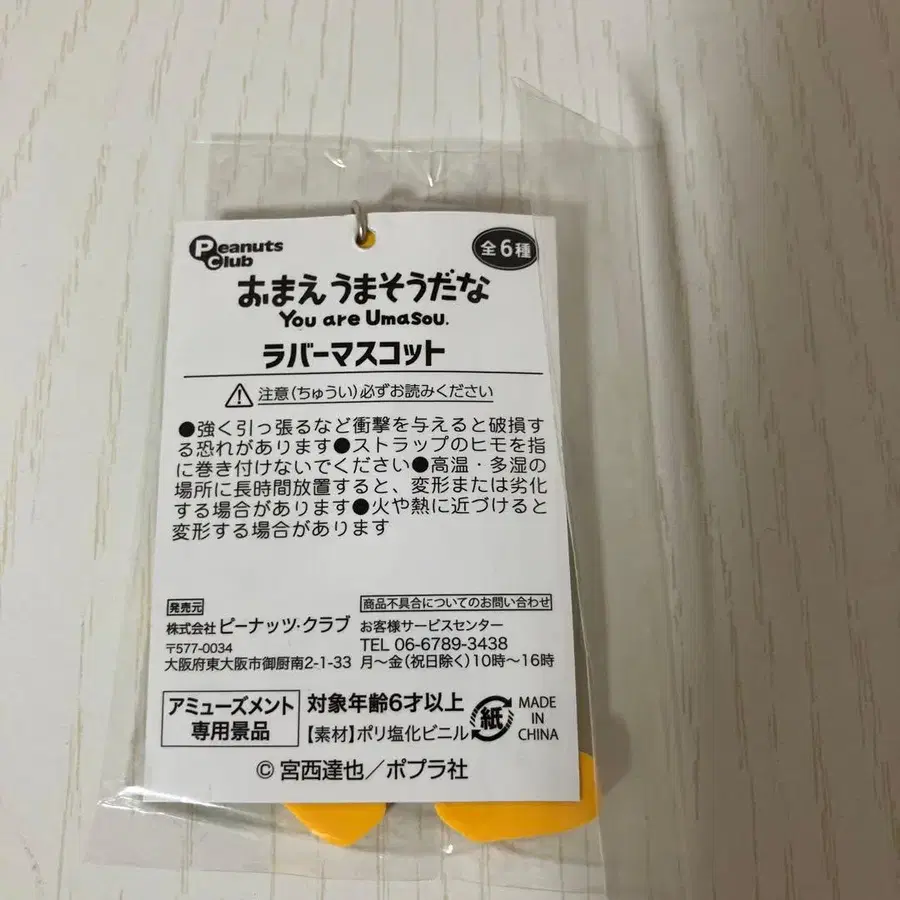 Peanuts Club
全6種
おまえうまそうだな
You are Umasou.
ラバーマスコット
注意(ちゅうい)必ずお読みください
●強く引っ張るなど衝撃を与えると破損す
る恐れがあります●ストラップのヒモを指
に巻き付けないでください●高温・多湿の
場所に長時間放置すると、変形または劣化
する場合があります●火や熱に近づけると
変形する場合があります
発売元
株式会社 ピーナッツ・クラブ
〒577-0034
大阪府東大阪市御厨南2-1-33
商品不具合についてのお問い合わせ
お客様サービスセンター
TEL 06-6789-3438
月～金(祝日除く)10時～16時
アミューズメント
専用景品
対象年齢6才以上
【素材】ポリ塩化ビニル
紙
MADE
IN
CHINA
© 宮西達也／ポプラ社